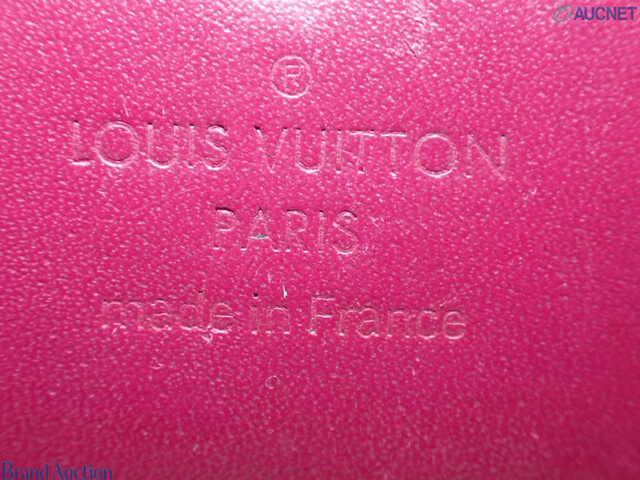 AUCNET
®
LOUIS VUITTON
PARIS
made in France
Brand Auction